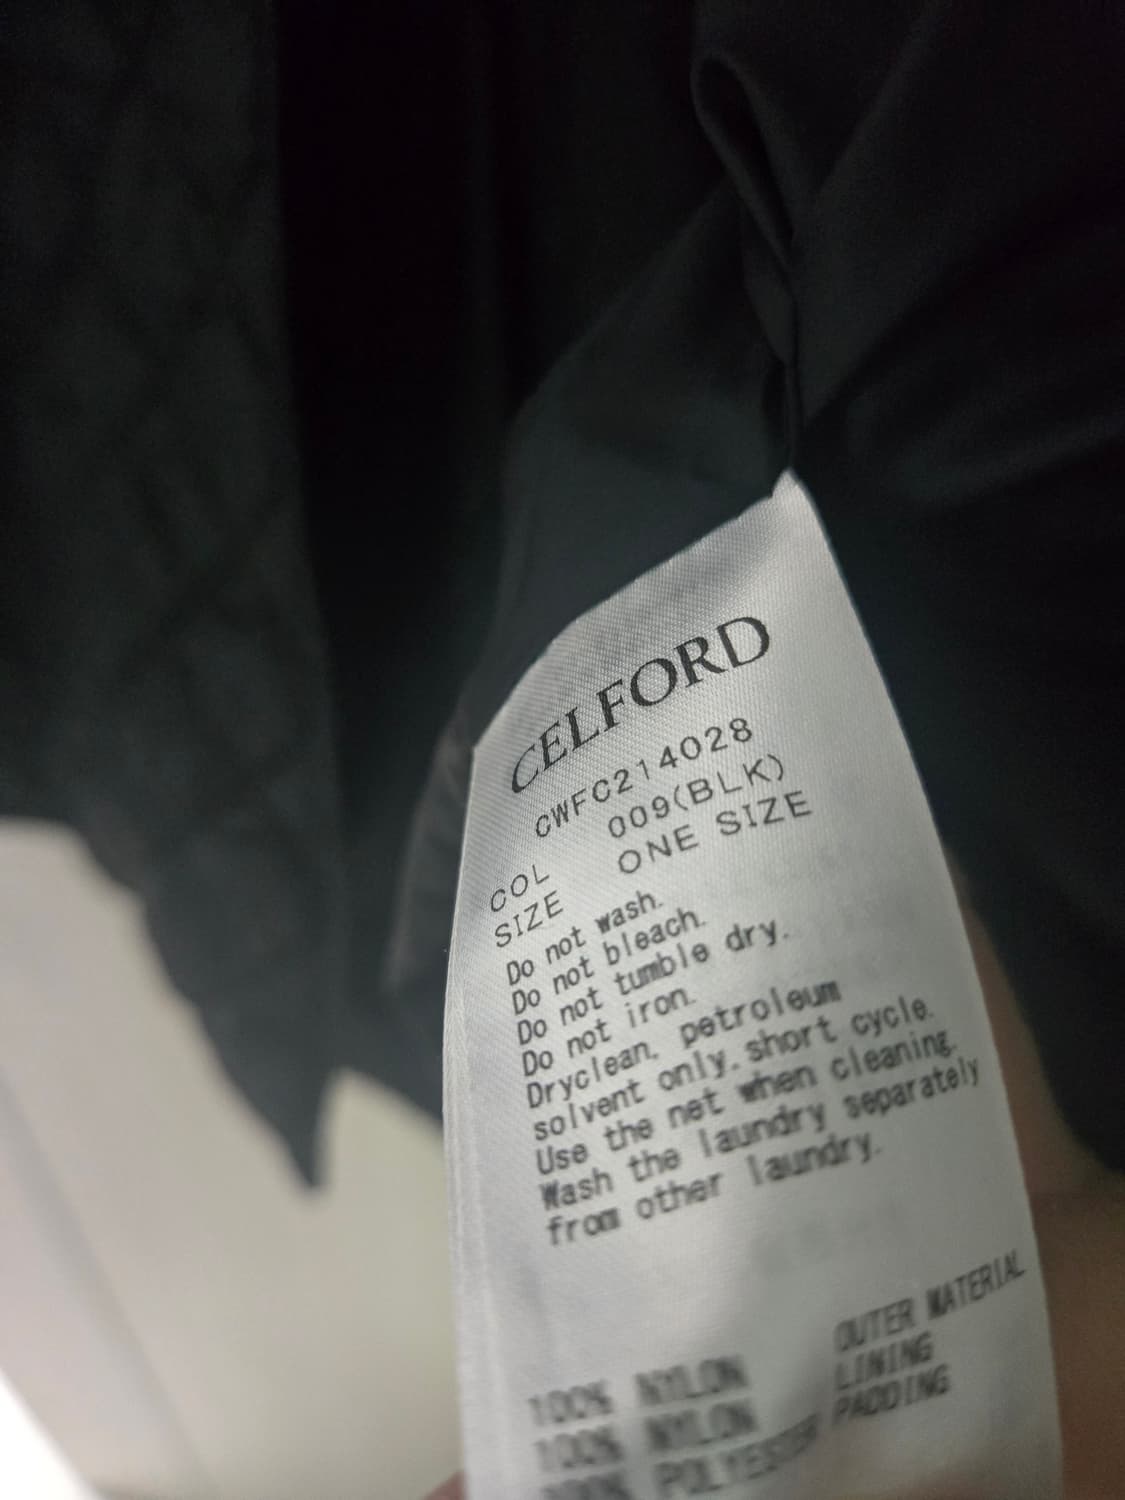 CELFORD
CWFC214028
COL 009(BLK)
SIZE ONE SIZE
Do not wash.
Do not bleach.
Do not tumble dry.
Do not iron.
Dryclean, petroleum
solvent only.short cycle.
Use the net when cleaning.
Wash the laundry separately
from other laundry.
100% NYLON OUTER MATERIAL
100% NYLON LINING
100% POLYESTER PADDING